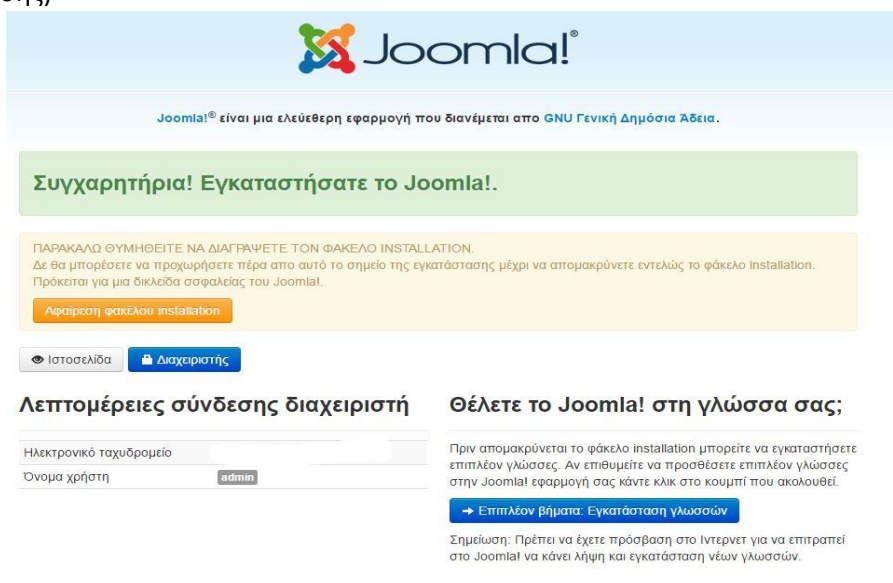 Joomla!®
Joomla!® είναι μια ελεύεθερη εφαρμογή που διανέμεται απο GNU Γενική Δημόσια Άδεια.
Συγχαρητήρια! Εγκαταστήσατε το Joomla!.
ΠΑΡΑΚΑΛΩ ΘΥΜΗΘΕΙΤΕ ΝΑ ΔΙΑΓΡΑΨΕΤΕ ΤΟΝ ΦΑΚΕΛΟ INSTALLATION.
Δε θα μπορέσετε να προχωρήσετε πέρα απο αυτό το σημείο της εγκατάστασης μέχρι να απομακρύνετε εντελώς το φάκελο installation.
Πρόκειται για μια δικλείδα σσφαλείας του Joomla!.
Αφαίρεση φακέλου installation
Ιστοσελίδα
Διαχειριστής
Λεπτομέρειες σύνδεσης διαχειριστή
Ηλεκτρονικό ταχυδρομείο
Όνομα χρήστη admin
Θέλετε το Joomla! στη γλώσσα σας;
Πριν απομακρύνεται το φάκελο installation μπορείτε να εγκαταστήσετε
επιπλέον γλώσσες. Αν επιθυμείτε να προσθέσετε επιπλέον γλώσσες
στην Joomla! εφαρμογή σας κάντε κλικ στο κουμπί που ακολουθεί.
→ Επιπλέον βήματα: Εγκατάσταση γλωσσών
Σημείωση: Πρέπει να έχετε πρόσβαση στο Ιντερνετ για να επιτραπεί
στο Joomla! να κάνει λήψη και εγκατάσταση νέων γλωσσών.